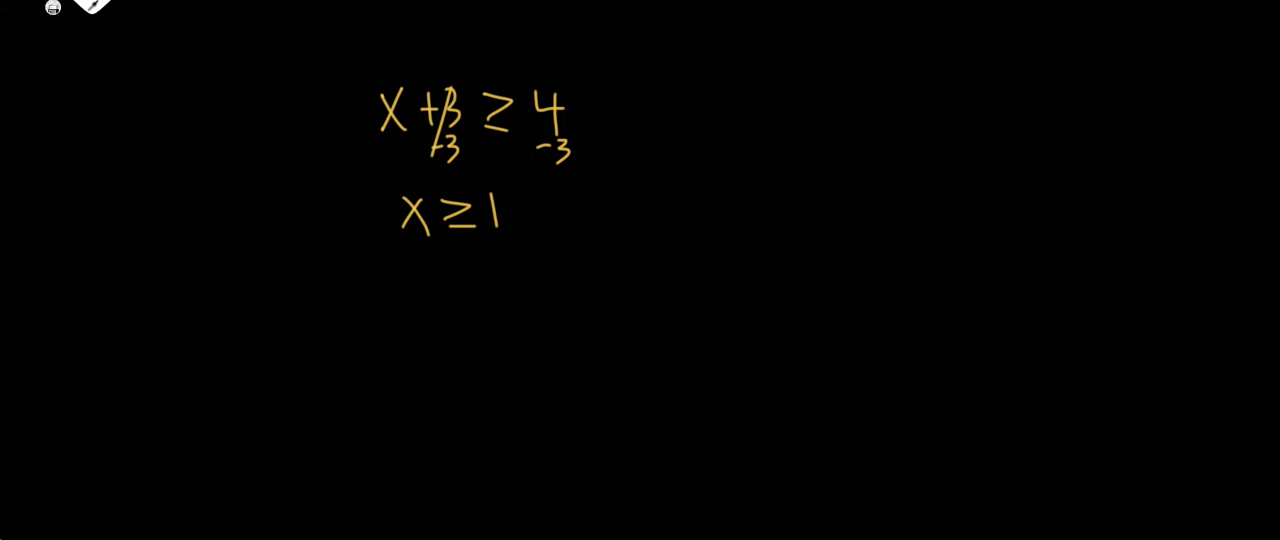 x + 3 ≥ 4
-3 -3
x ≥ 1